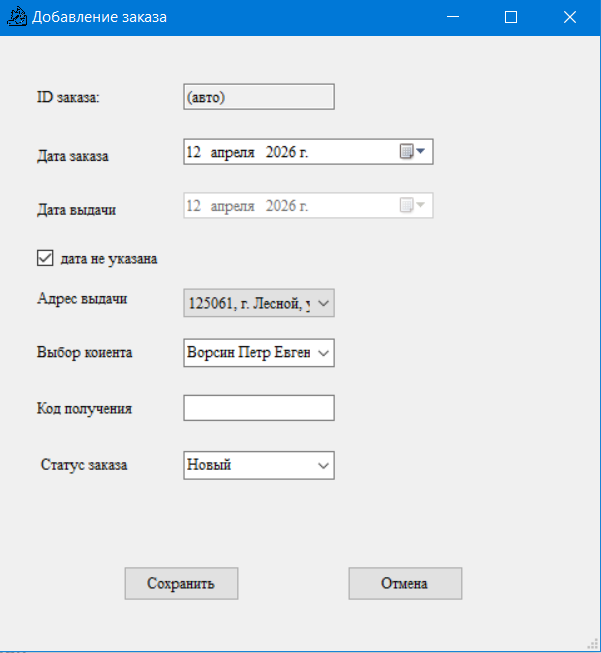 Добавление заказа
ID заказа: (авто)
Дата заказа 12 апреля 2026 г.
Дата выдачи 12 апреля 2026 г.
дата не указана
Адрес выдачи 125061, г. Лесной,
Выбор коиента Ворсин Петр Евген
Код получения
Статус заказа Новый
Сохранить Отмена